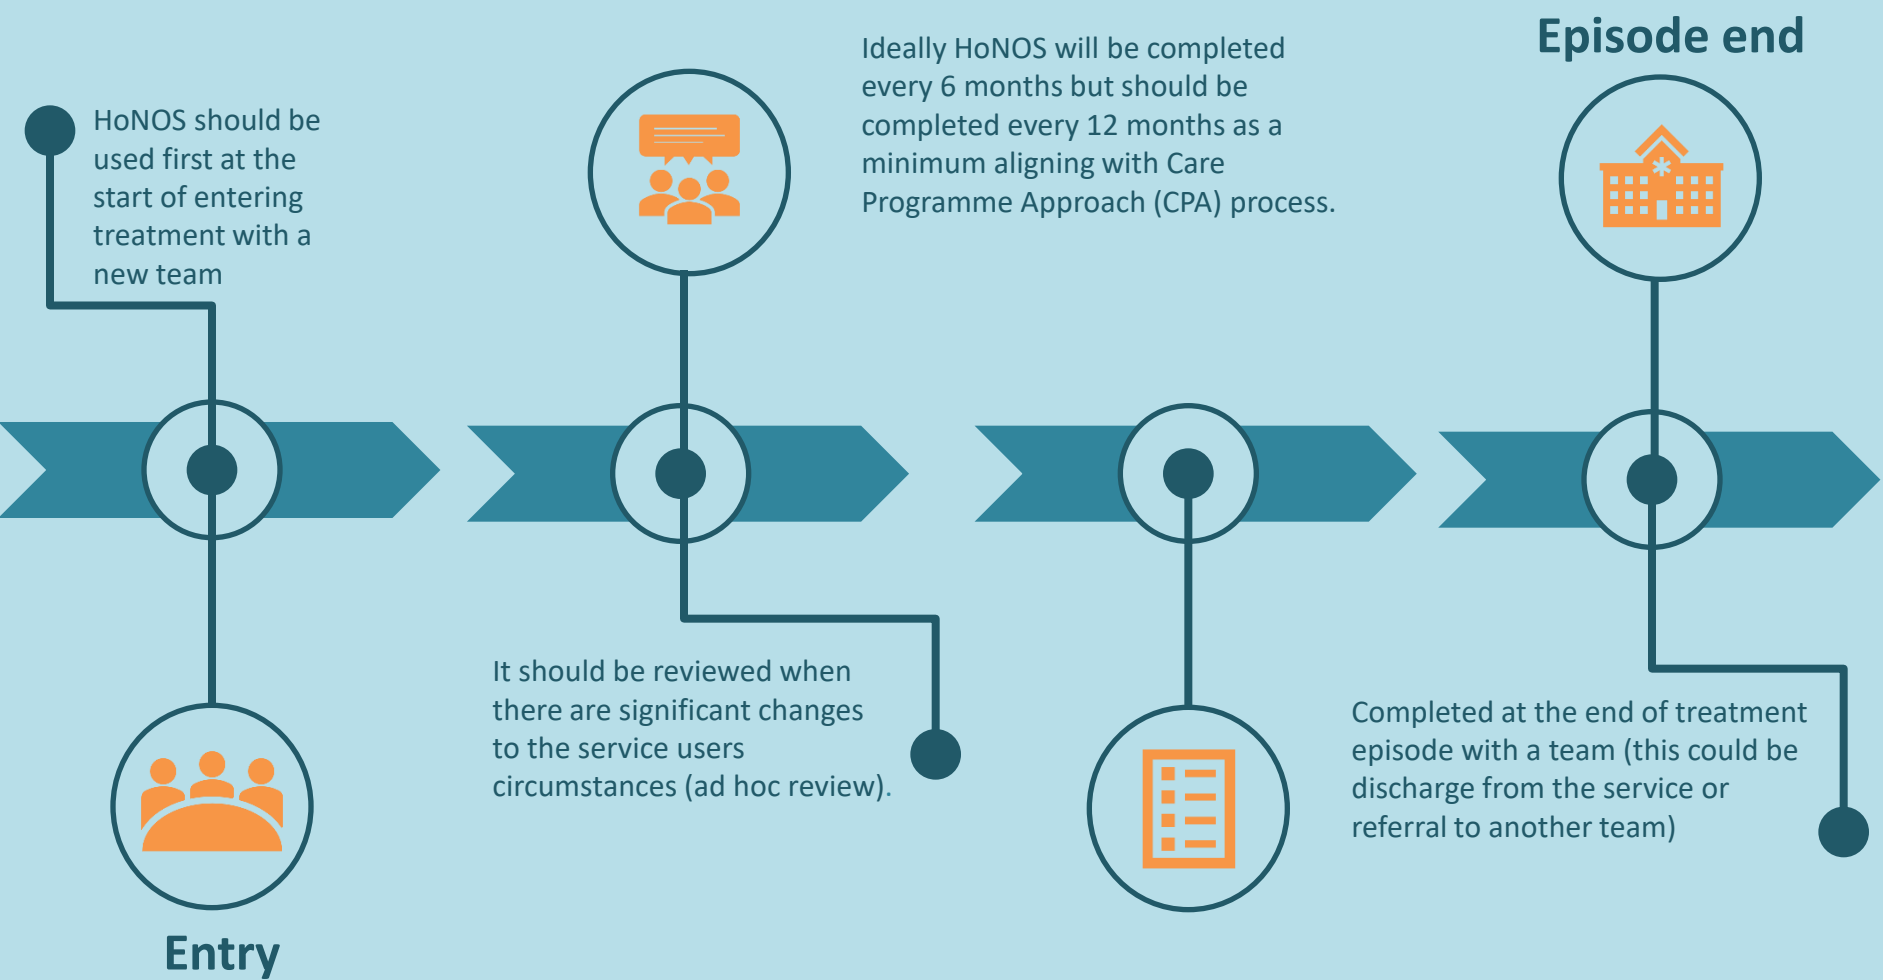 HoNOS should be
used first at the
start of entering
treatment with a
new team
Entry
Ideally HoNOS will be completed
every 6 months but should be
completed every 12 months as a
minimum aligning with Care
Programme Approach (CPA) process.
It should be reviewed when
there are significant changes
to the service users
circumstances (ad hoc review).
Episode end
Completed at the end of treatment
episode with a team (this could be
discharge from the service or
referral to another team)